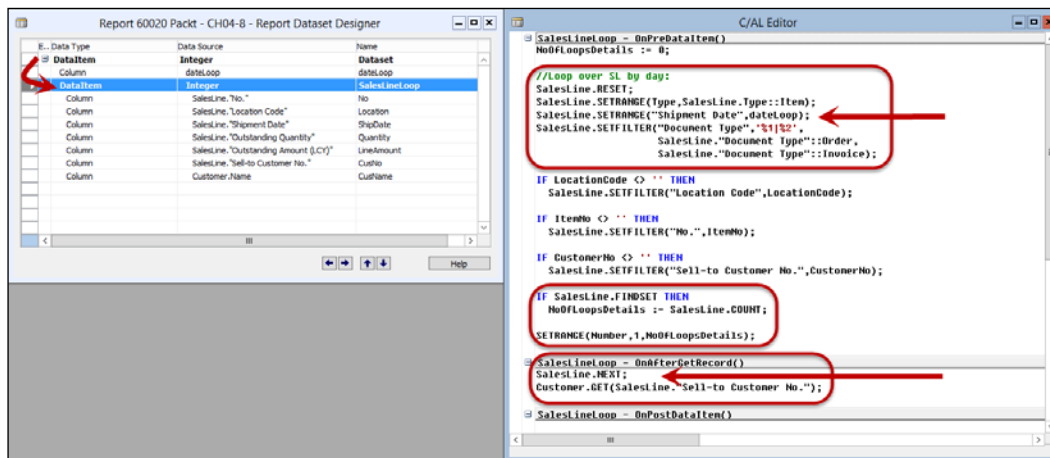 Report 60020 Packt - CH04-8 - Report Dataset Designer
E.. Data Type Data Source Name
DataItem Integer Dataset
Column dateLoop dateLoop
DataItem Integer SalesLineLoop
Column SalesLine."No." No
Column SalesLine."Location Code" Location
Column SalesLine."Shipment Date" ShipDate
Column SalesLine."Outstanding Quantity" Quantity
Column SalesLine."Outstanding Amount (LCY)" LineAmount
Column SalesLine."Sell-to Customer No." CusNo
Column Customer.Name CusName
Help
C/AL Editor
SalesLineLoop - OnPreDataItem()
NoOfLoopsDetails := 0;
//Loop over SL by day:
SalesLine.RESET;
SalesLine.SETRANGE(Type,SalesLine.Type::Item);
SalesLine.SETRANGE("Shipment Date",dateLoop);
SalesLine.SETFILTER("Document Type",'%1|%2',
SalesLine."Document Type"::Order,
SalesLine."Document Type"::Invoice);
IF LocationCode <> '' THEN
SalesLine.SETFILTER("Location Code",LocationCode);
IF ItemNo <> '' THEN
SalesLine.SETFILTER("No.",ItemNo);
IF CustomerNo <> '' THEN
SalesLine.SETFILTER("Sell-to Customer No.",CustomerNo);
IF SalesLine.FINDSET THEN
NoOfLoopsDetails := SalesLine.COUNT;
SETRANGE(Number,1,NoOfLoopsDetails);
SalesLineLoop - OnAfterGetRecord()
SalesLine.NEXT;
Customer.GET(SalesLine."Sell-to Customer No.");
SalesLineLoop - OnPostDataItem()